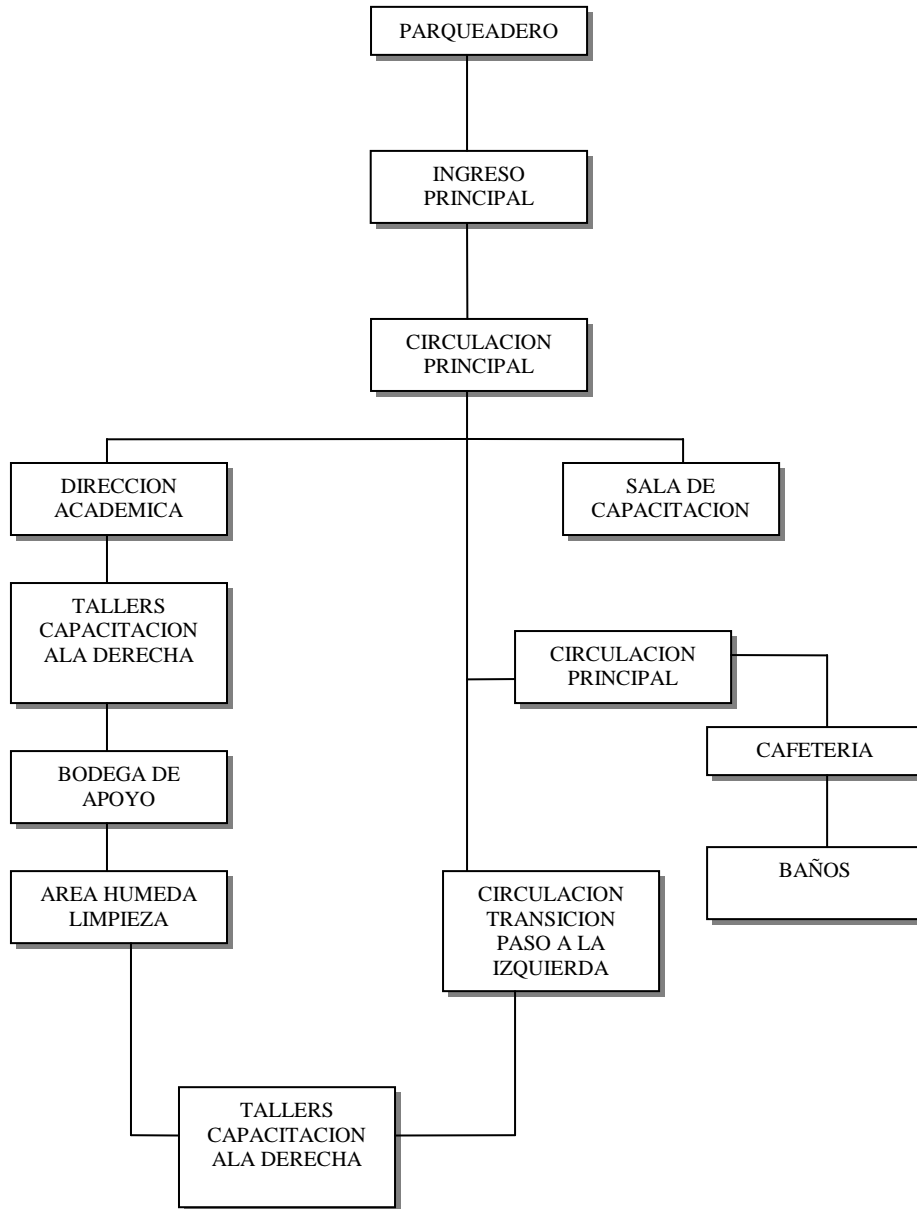 PARQUEADERO
INGRESO
PRINCIPAL
CIRCULACION
PRINCIPAL
DIRECCION
ACADEMICA
SALA DE
CAPACITACION
TALLERS
CAPACITACION
ALA DERECHA
CIRCULACION
PRINCIPAL
CAFETERIA
BODEGA DE
APOYO
BAÑOS
AREA HUMEDA
LIMPIEZA
CIRCULACION
TRANSICION
PASO A LA
IZQUIERDA
TALLERS
CAPACITACION
ALA DERECHA